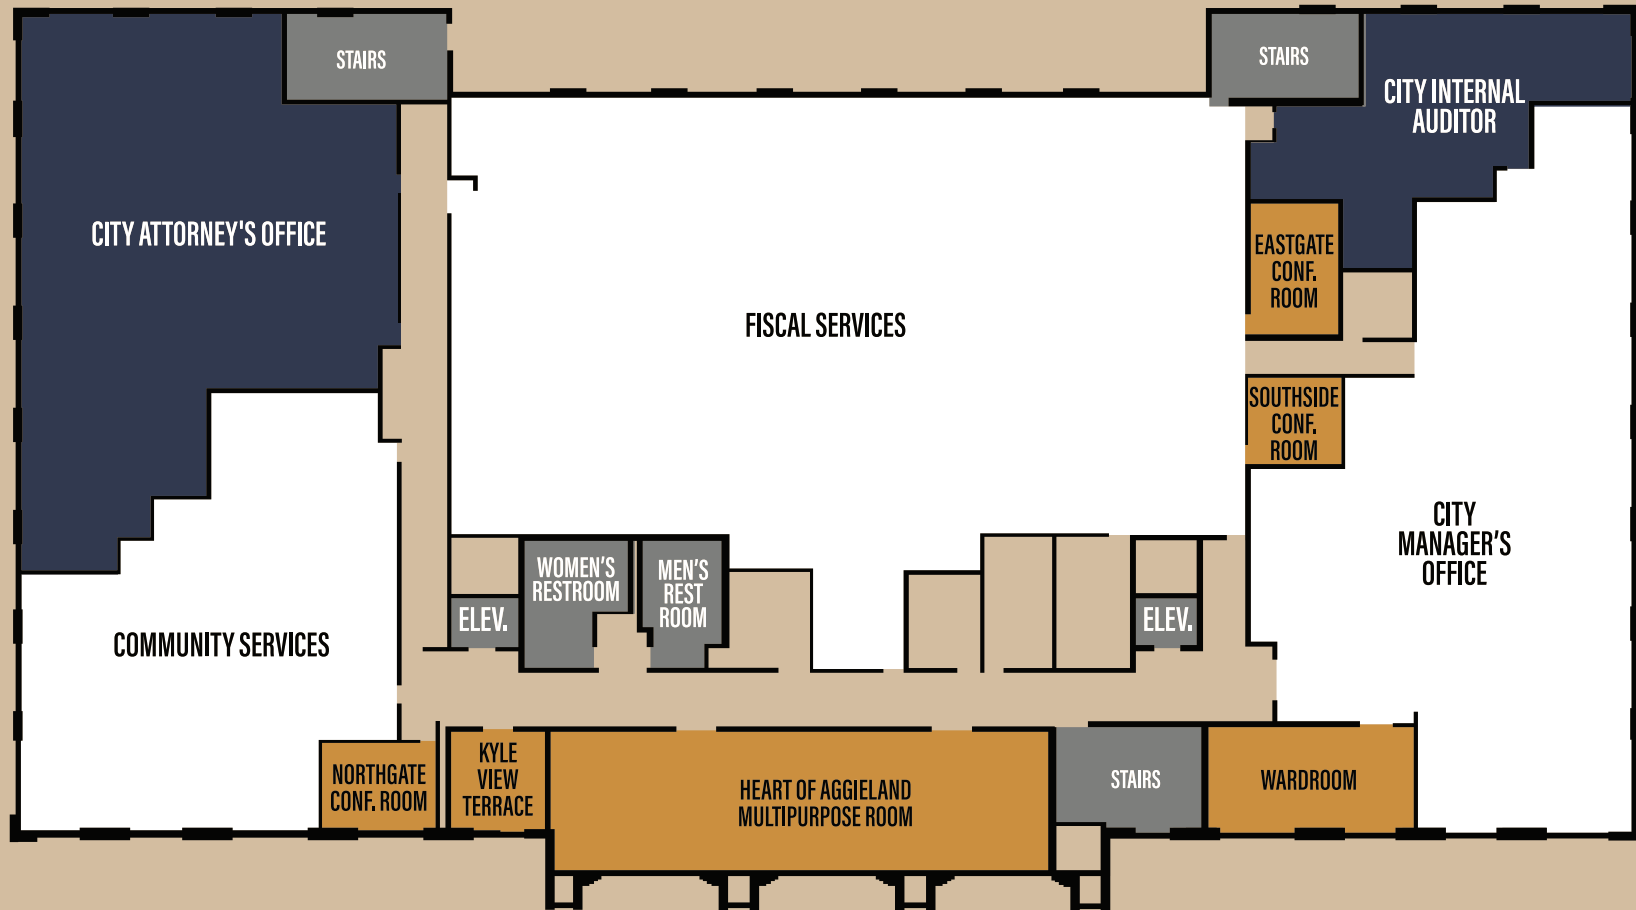 STAIRS
STAIRS
CITY INTERNAL
AUDITOR
CITY ATTORNEY'S OFFICE
EASTGATE
CONF.
ROOM
FISCAL SERVICES
SOUTHSIDE
CONF.
ROOM
CITY
MANAGER’S
OFFICE
WOMEN’S
RESTROOM
MEN’S
REST
ROOM
ELEV.
ELEV.
COMMUNITY SERVICES
NORTHGATE
CONF. ROOM
KYLE
VIEW
TERRACE
HEART OF AGGIELAND
MULTIPURPOSE ROOM
STAIRS
WARDROOM